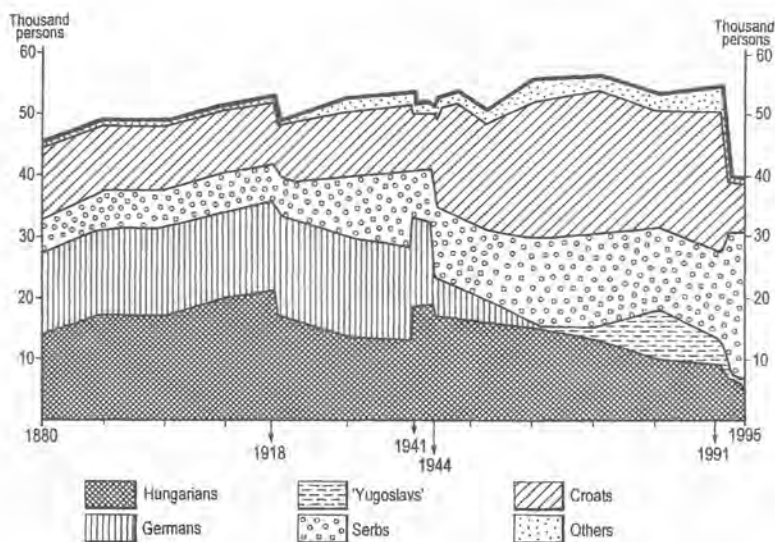 Thousand
persons
Thousand
persons
60
50
40
30
20
10
60
50
40
30
20
10
1880
1918
1941
1944
1991
1995
Hungarians
'Yugoslavs'
Croats
Germans
Serbs
Others